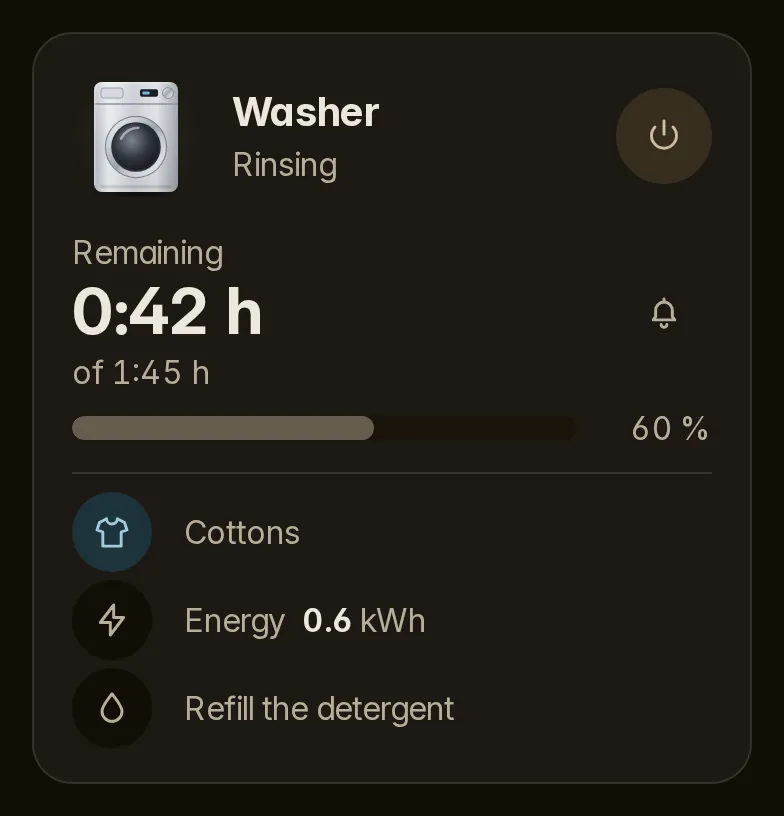 Washer
Rinsing
Remaining
0:42 h
of 1:45 h
60 %
Cottons
Energy 0.6 kWh
Refill the detergent